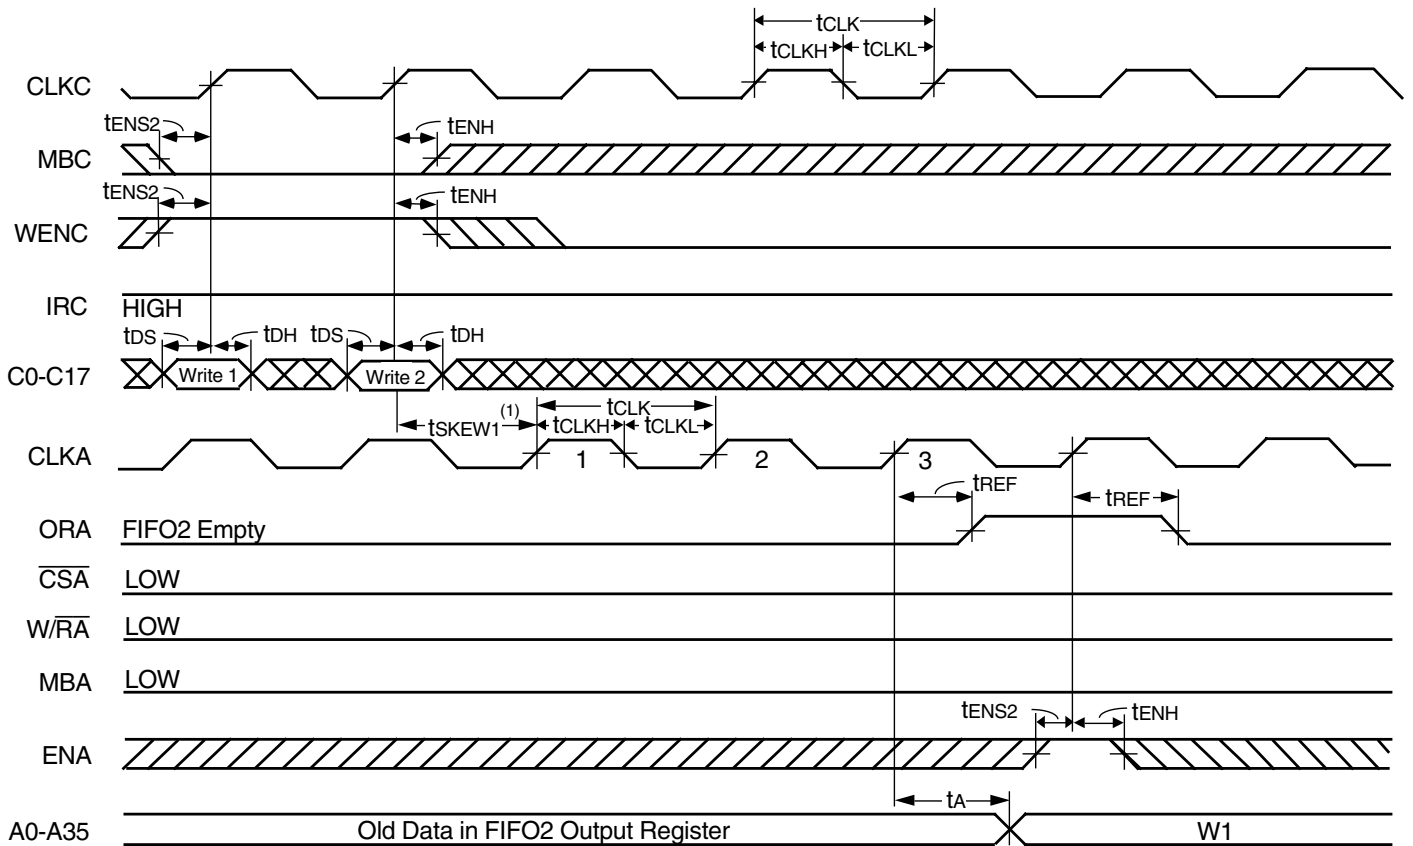 tCLK
tCLKH tCLKL
CLKC
tENS2 tENH
MBC
tENS2 tENH
WENC
IRC HIGH
tDS tDH tDS tDH
C0-C17 Write 1 Write 2
tSKEW1 (1) tCLK
tCLKH tCLKL
CLKA 1 2 3
tREF tREF
ORA FIFO2 Empty
CSA LOW
W/RA LOW
MBA LOW
tENS2 tENH
ENA
tA
A0-A35 Old Data in FIFO2 Output Register W1